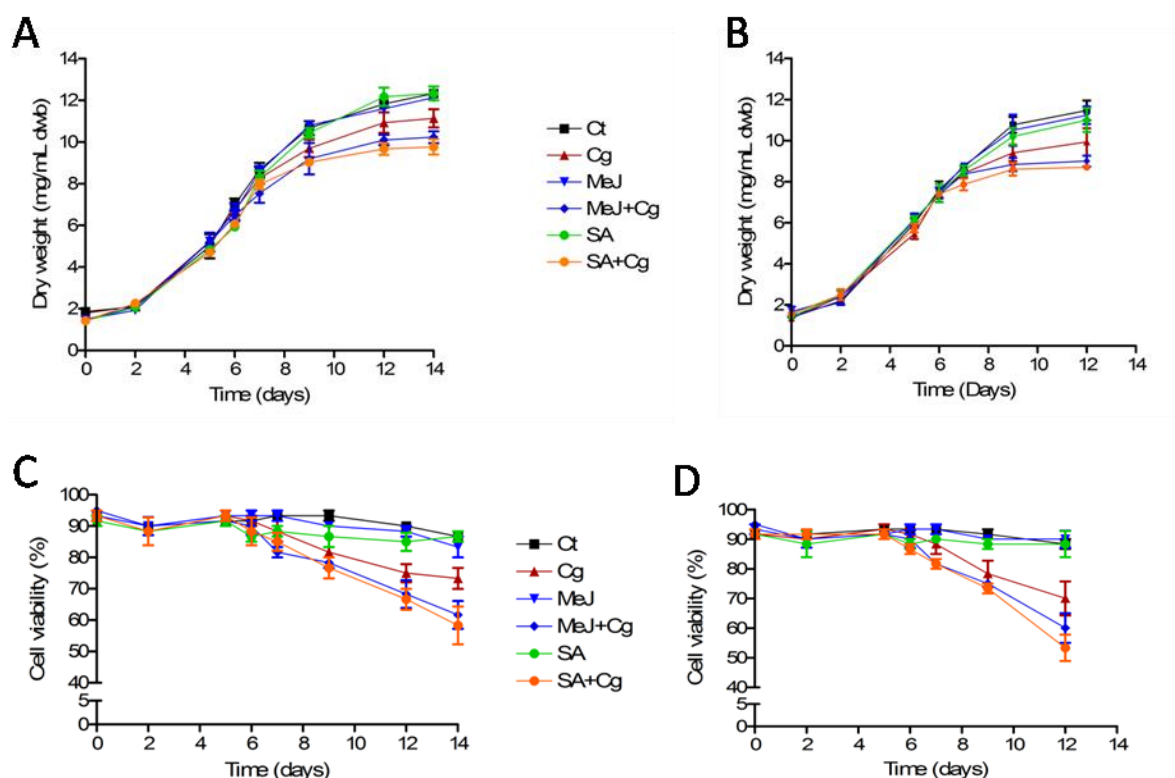 A
Dry weight (mg/mL dwb)
14
12
10
8
6
4
2
0
0 2 4 6 8 10 12 14
Time (days)
Ct
Cg
MeJ
MeJ+Cg
SA
SA+Cg
B
Dry weight (mg/mL dwb)
14
12
10
8
6
4
2
0
0 2 4 6 8 10 12 14
Time (Days)
C
Cell viability (%)
100
90
80
70
60
50
40
5
0
0 2 4 6 8 10 12 14
Time (days)
Ct
Cg
MeJ
MeJ+Cg
SA
SA+Cg
D
Cell viability (%)
100
90
80
70
60
50
40
5
0
0 2 4 6 8 10 12 14
Time (days)